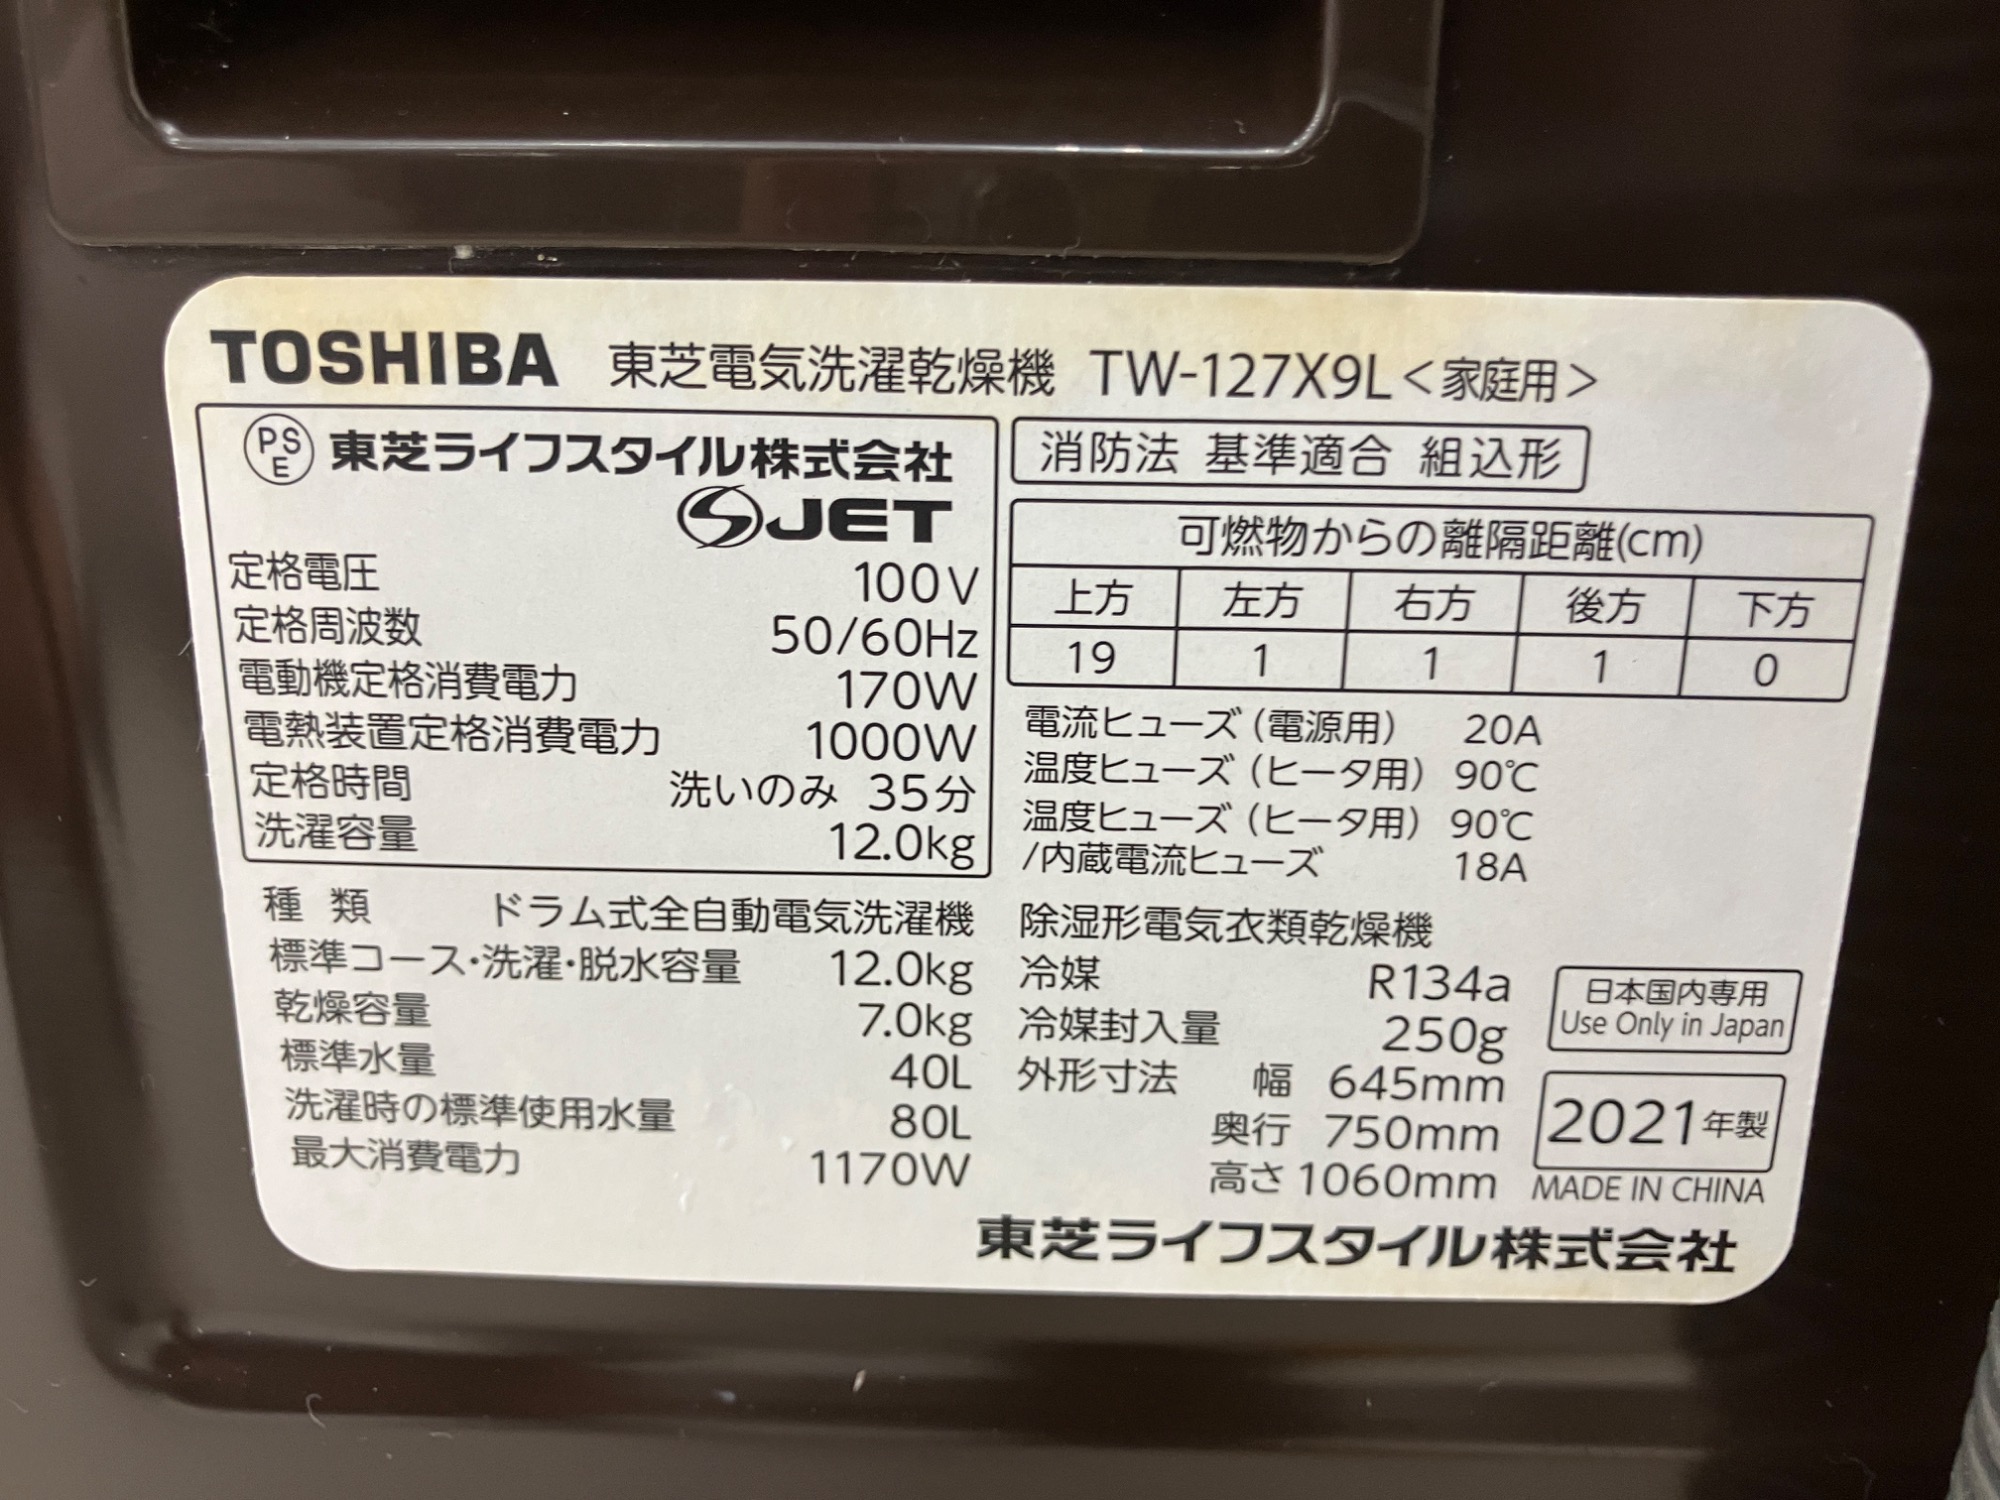 TOSHIBA 東芝電気洗濯乾燥機 TW-127X9L<家庭用>
PSE 東芝ライフスタイル株式会社
S JET
定格電圧 100V
定格周波数 50/60Hz
電動機定格消費電力 170W
電熱装置定格消費電力 1000W
定格時間 洗いのみ 35分
洗濯容量 12.0kg
種 類 ドラム式全自動電気洗濯機
標準コース・洗濯・脱水容量 12.0kg
乾燥容量 7.0kg
標準水量 40L
洗濯時の標準使用水量 80L
最大消費電力 1170W
消防法 基準適合 組込形
可燃物からの離隔距離(cm)
上方 左方 右方 後方 下方
19 1 1 1 0
電流ヒューズ(電源用) 20A
温度ヒューズ(ヒータ用) 90℃
温度ヒューズ(ヒータ用) 90℃
/内蔵電流ヒューズ 18A
除湿形電気衣類乾燥機
冷媒 R134a
冷媒封入量 250g
外形寸法 幅 645mm
奥行 750mm
高さ 1060mm
日本国内専用
Use Only in Japan
2021年製
MADE IN CHINA
東芝ライフスタイル株式会社